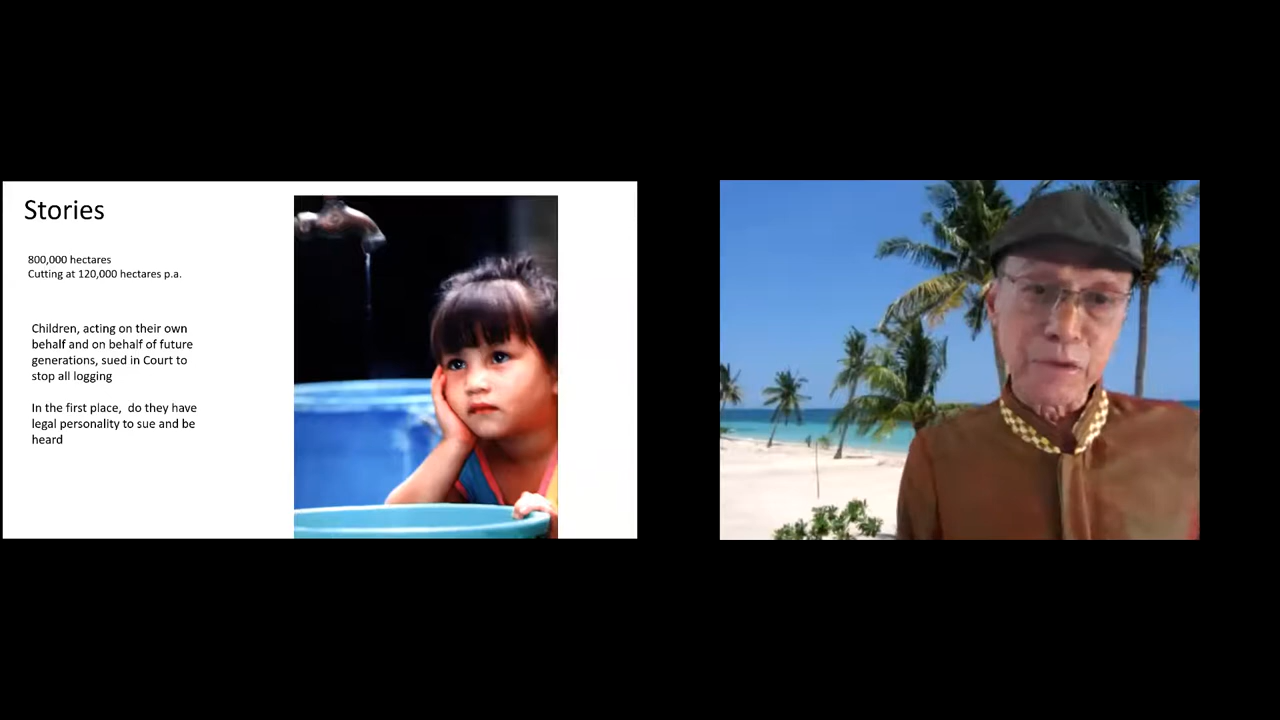 Stories
800,000 hectares
Cutting at 120,000 hectares p.a.
Children, acting on their own
behalf and on behalf of future
generations, sued in Court to
stop all logging
In the first place, do they have
legal personality to sue and be
heard